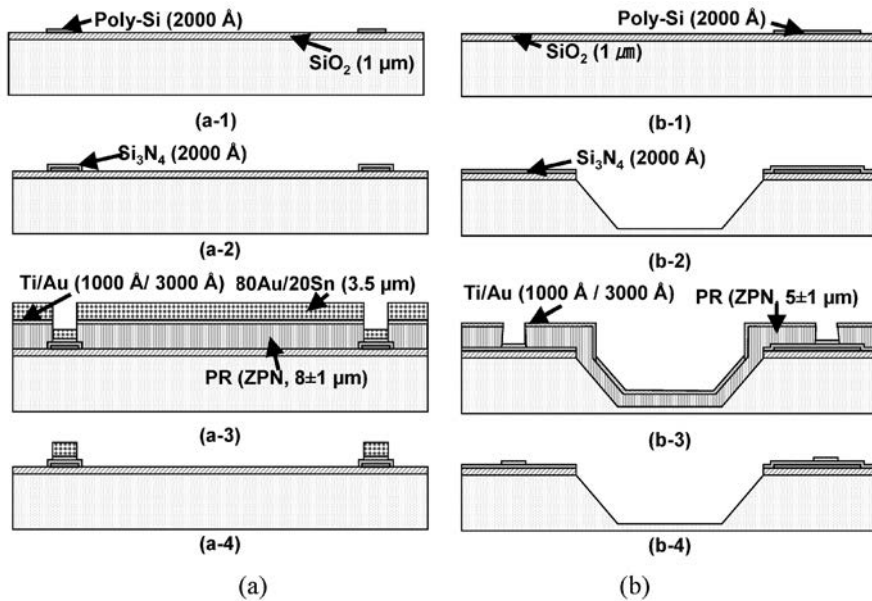 Poly-Si (2000 Å)
SiO2 (1 µm)
(a-1)
Si3N4 (2000 Å)
(a-2)
Ti/Au (1000 Å/ 3000 Å)
80Au/20Sn (3.5 µm)
PR (ZPN, 8±1 µm)
(a-3)
(a-4)
(a)
Poly-Si (2000 Å)
SiO2 (1 ㎛)
(b-1)
Si3N4 (2000 Å)
(b-2)
Ti/Au (1000 Å / 3000 Å)
PR (ZPN, 5±1 µm)
(b-3)
(b-4)
(b)